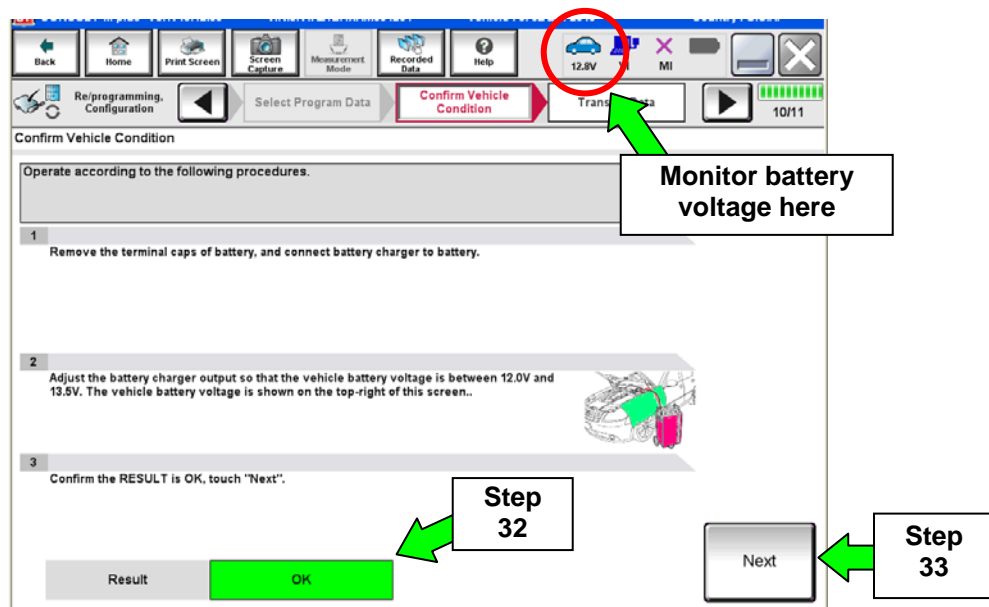 Back
Home
Print Screen
Screen
Capture
Measurement
Mode
Recorded
Data
Help
12.8V
VI
MI
Re/programming,
Configuration
Select Program Data
Confirm Vehicle
Condition
10/11
Confirm Vehicle Condition
Operate according to the following procedures.
Monitor battery
voltage here
1
Remove the terminal caps of battery, and connect battery charger to battery.
2
Adjust the battery charger output so that the vehicle battery voltage is between 12.0V and
13.5V. The vehicle battery voltage is shown on the top-right of this screen..
3
Confirm the RESULT is OK, touch "Next".
Step
32
Result
OK
Next
Step
33